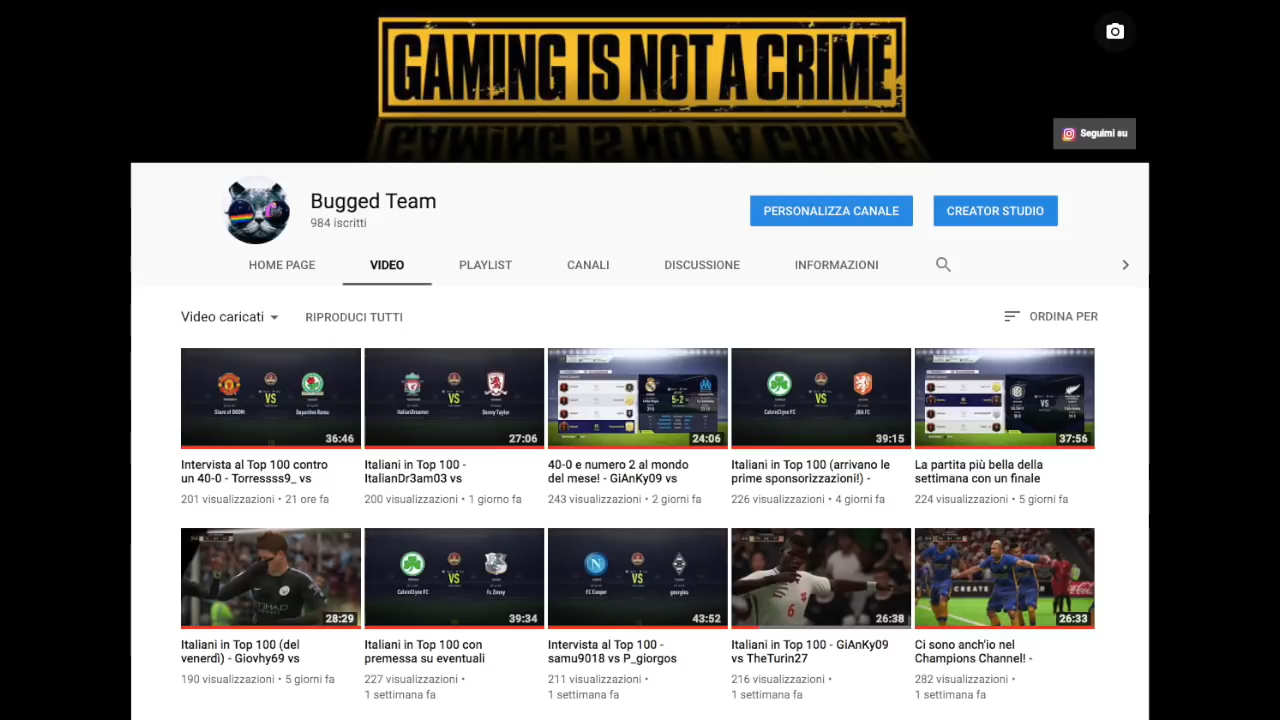 GAMING IS NOT A CRIME
Seguimi su
Bugged Team
984 iscritti
PERSONALIZZA CANALE
CREATOR STUDIO
HOME PAGE
VIDEO
PLAYLIST
CANALI
DISCUSSIONE
INFORMAZIONI
Video caricati
RIPRODUCI TUTTI
ORDINA PER
VS
36:46
VS
27:06
5-2
24:06
VS
39:15
VS
37:56
Intervista al Top 100 contro
un 40-0 - Torressss9_ vs
201 visualizzazioni • 21 ore fa
Italiani in Top 100 -
ItalianDr3am03 vs
200 visualizzazioni • 1 giorno fa
40-0 e numero 2 al mondo
del mese! - GiAnKy09 vs
243 visualizzazioni • 2 giorni fa
Italiani in Top 100 (arrivano le
prime sponsorizzazioni!) -
226 visualizzazioni • 4 giorni fa
La partita più bella della
settimana con un finale
224 visualizzazioni • 5 giorni fa
28:29
VS
39:34
VS
43:52
6
26:38
26:33
Italiani in Top 100 (del
venerdì) - Giovhy69 vs
190 visualizzazioni • 5 giorni fa
Italiani in Top 100 con
premessa su eventuali
227 visualizzazioni •
1 settimana fa
Intervista al Top 100 -
samu9018 vs P_giorgos
211 visualizzazioni •
1 settimana fa
Italiani in Top 100 - GiAnKy09
vs TheTurin27
216 visualizzazioni •
1 settimana fa
Ci sono anch'io nel
Champions Channel! -
282 visualizzazioni •
1 settimana fa